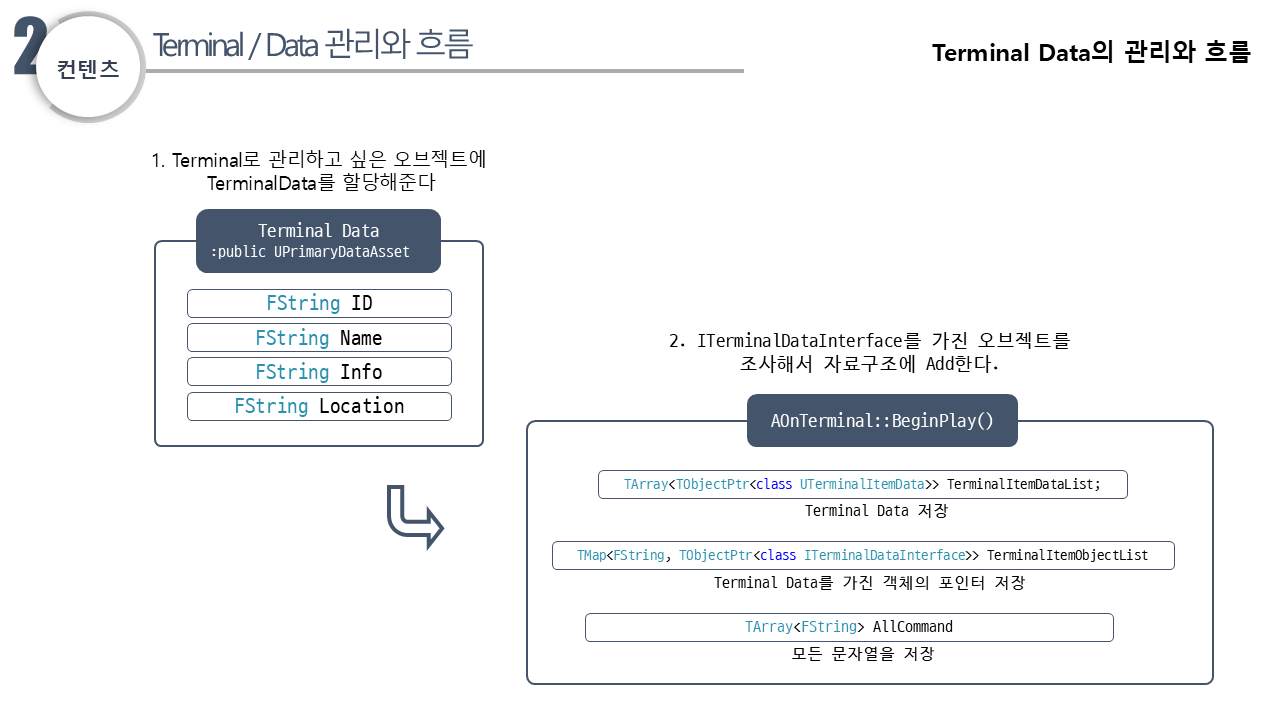 2
컨텐츠
Terminal / Data 관리와 흐름
Terminal Data의 관리와 흐름
1. Terminal로 관리하고 싶은 오브젝트에
TerminalData를 할당해준다
Terminal Data
:public UPrimaryDataAsset
FString ID
FString Name
FString Info
FString Location
2. ITerminalDataInterface를 가진 오브젝트를
조사해서 자료구조에 Add한다.
AOnTerminal::BeginPlay()
TArray<TObjectPtr<class UTerminalItemData>> TerminalItemDataList;
Terminal Data 저장
TMap<FString, TObjectPtr<class ITerminalDataInterface>> TerminalItemObjectList
Terminal Data를 가진 객체의 포인터 저장
TArray<FString> AllCommand
모든 문자열을 저장